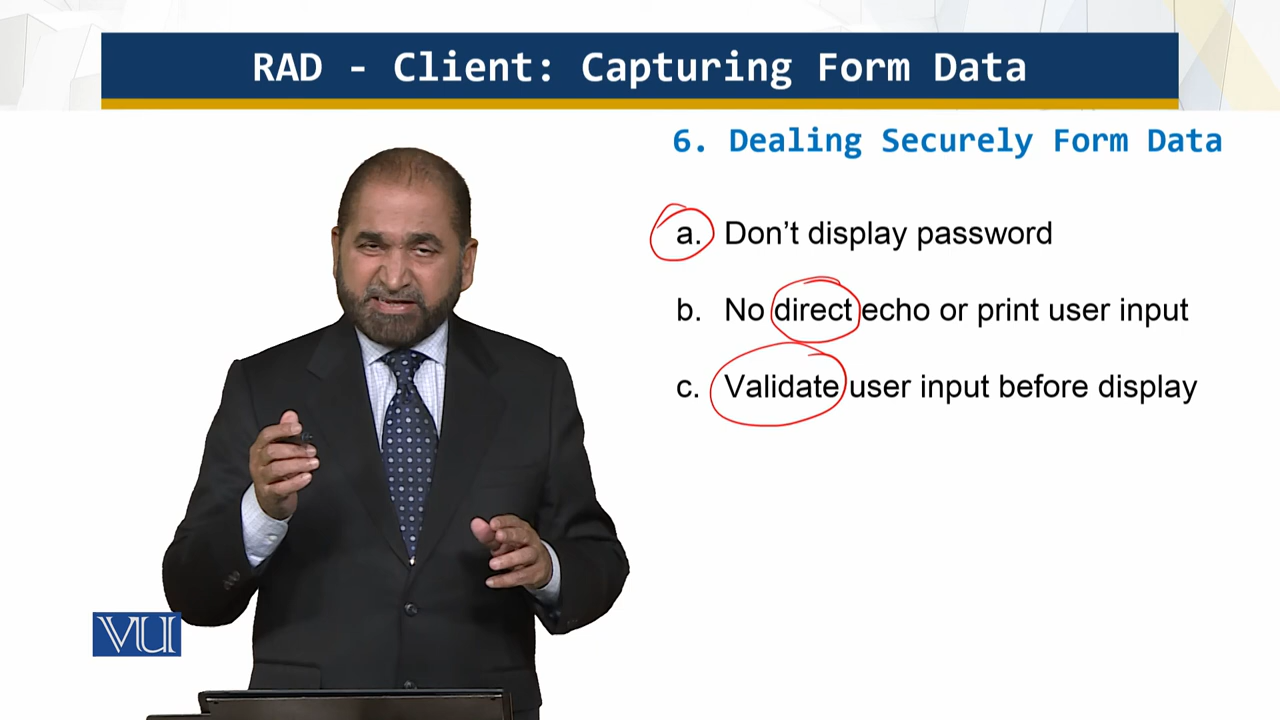 RAD - Client: Capturing Form Data
6. Dealing Securely Form Data
a. Don’t display password
b. No direct echo or print user input
c. Validate user input before display
VU